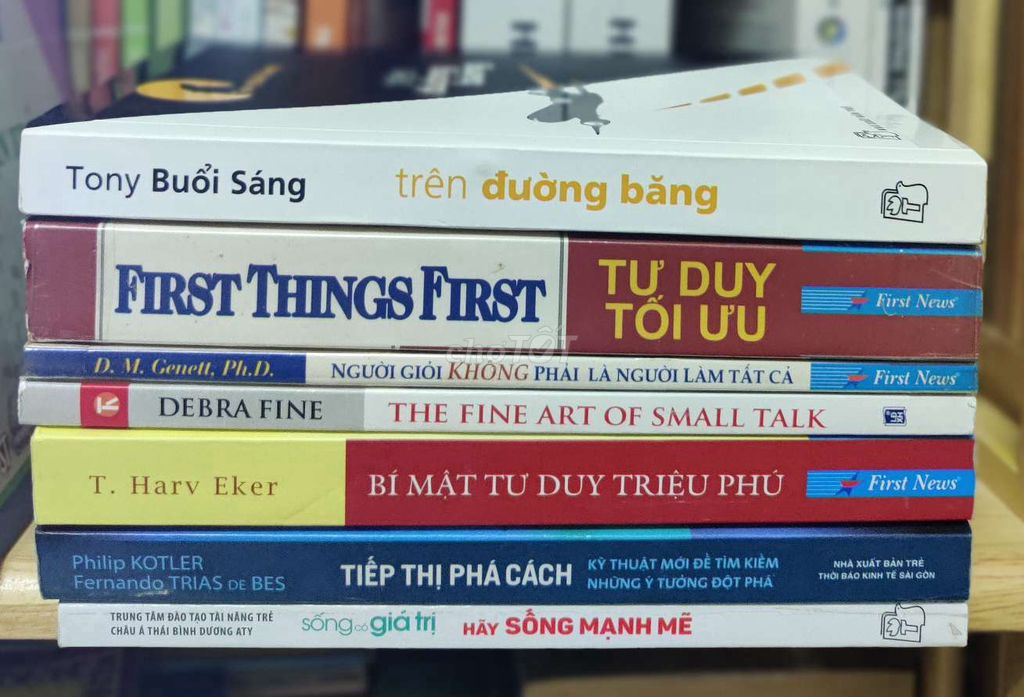 Tony Buổi Sáng trên đường băng
FIRST THINGS FIRST
TƯ DUY
TỐI ƯU
First News
choTỐT
D. M. Genett, Ph.D. NGƯỜI GIỎI KHÔNG PHẢI LÀ NGƯỜI LÀM TẤT CẢ First News
DEBRA FINE THE FINE ART OF SMALL TALK
T. Harv Eker BÍ MẬT TƯ DUY TRIỆU PHÚ First News
Philip KOTLER
Fernando TRIAS DE BES
TIẾP THỊ PHÁ CÁCH
KỸ THUẬT MỚI ĐỂ TÌM KIẾM
NHỮNG Ý TƯỞNG ĐỘT PHÁ
NHÀ XUẤT BẢN TRẺ
THỜI BÁO KINH TẾ SÀI GÒN
TRUNG TÂM ĐÀO TẠO TÀI NĂNG TRẺ
CHÂU Á THÁI BÌNH DƯƠNG ATY
sống có giá trị HÃY SỐNG MẠNH MẼ